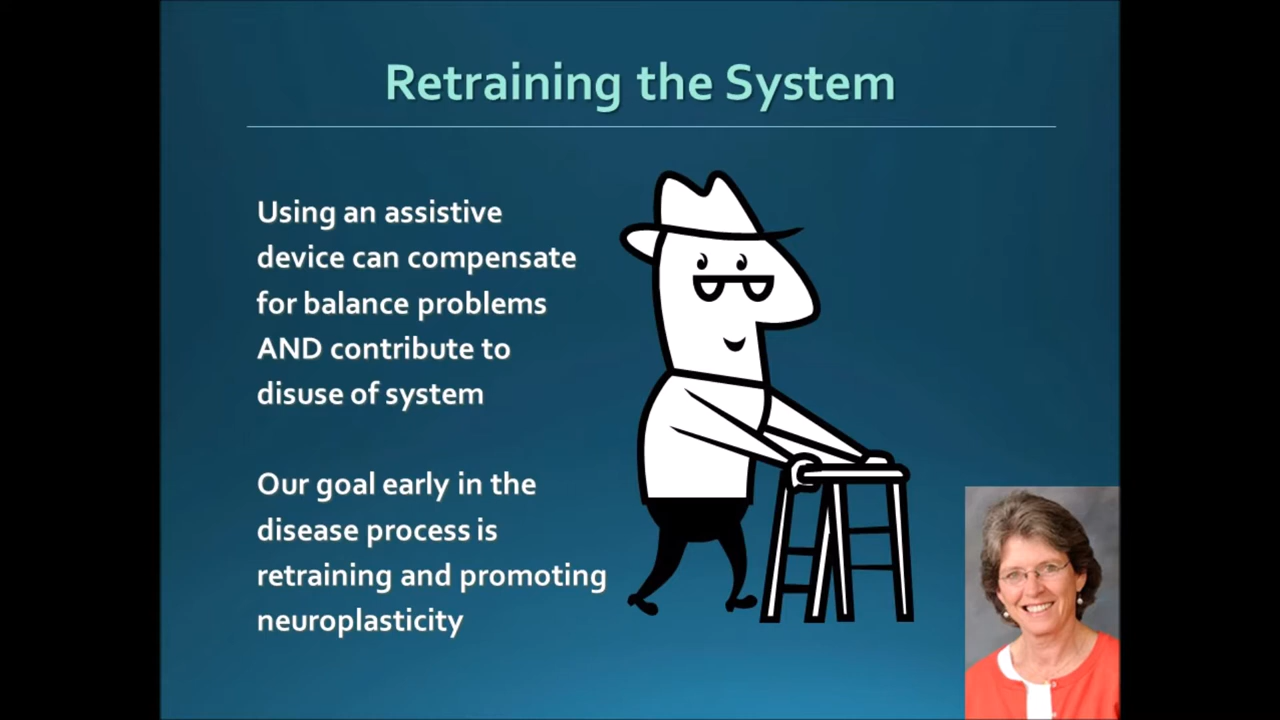 Retraining the System
Using an assistive
device can compensate
for balance problems
AND contribute to
disuse of system
Our goal early in the
disease process is
retraining and promoting
neuroplasticity